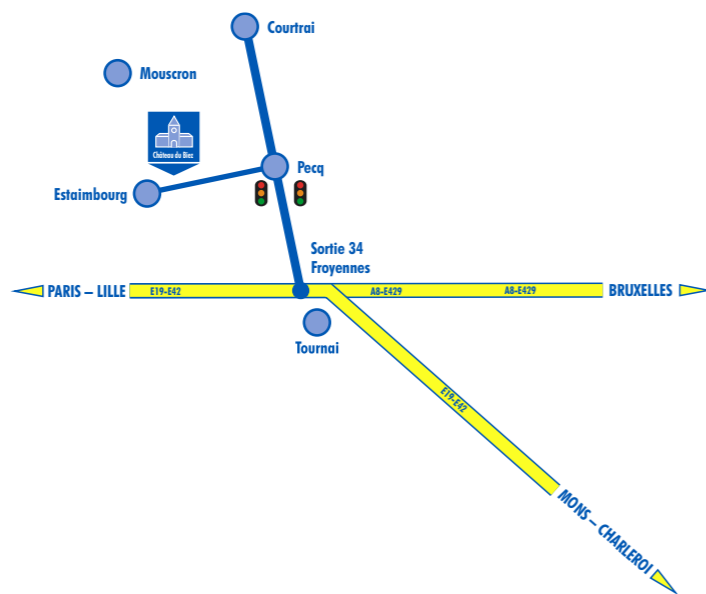 Courtrai
Mouscron
Château du Biez
Pecq
Estaimbourg
Sortie 34
Froyennes
PARIS – LILLE
E19-E42
A8-E429
A8-E429
BRUXELLES
Tournai
E19-E42
MONS – CHARLEROI